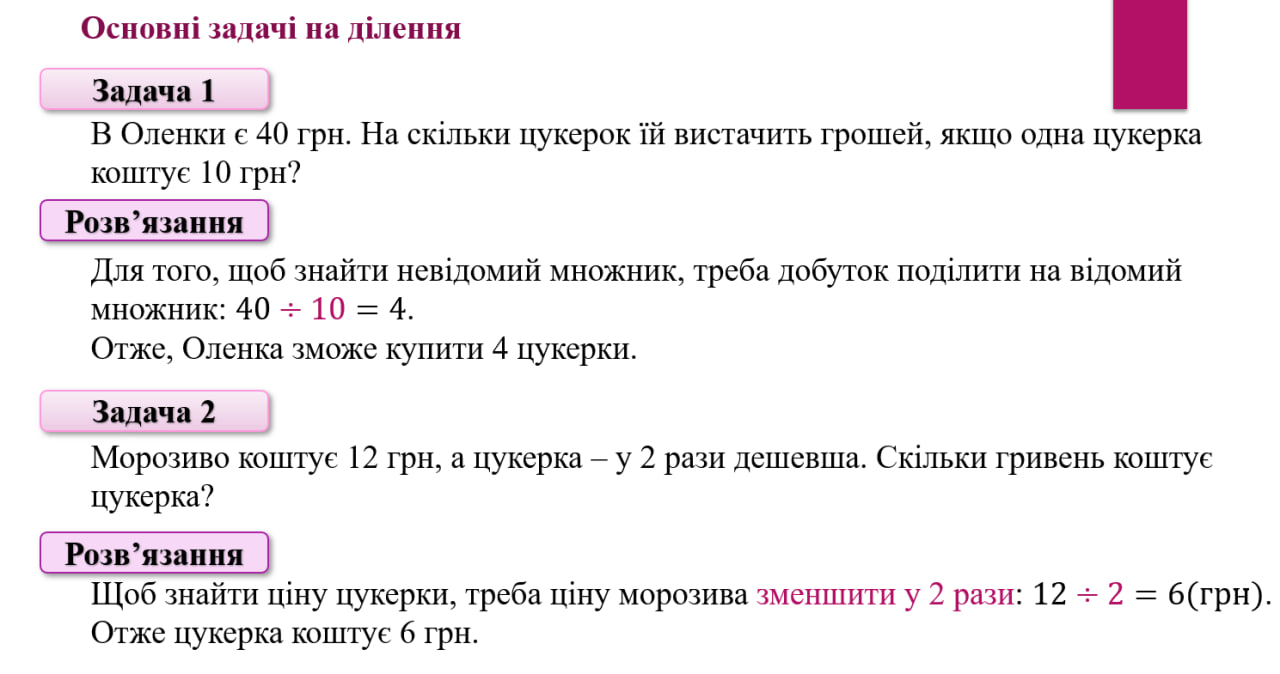 Основні задачі на ділення
Задача 1
В Оленки є 40 грн. На скільки цукерок їй вистачить грошей, якщо одна цукерка
коштує 10 грн?
Розв’язання
Для того, щоб знайти невідомий множник, треба добуток поділити на відомий
множник: 40 ÷ 10 = 4.
Отже, Оленка зможе купити 4 цукерки.
Задача 2
Морозиво коштує 12 грн, а цукерка – у 2 рази дешевша. Скільки гривень коштує
цукерка?
Розв’язання
Щоб знайти ціну цукерки, треба ціну морозива зменшити у 2 рази: 12 ÷ 2 = 6(грн).
Отже цукерка коштує 6 грн.